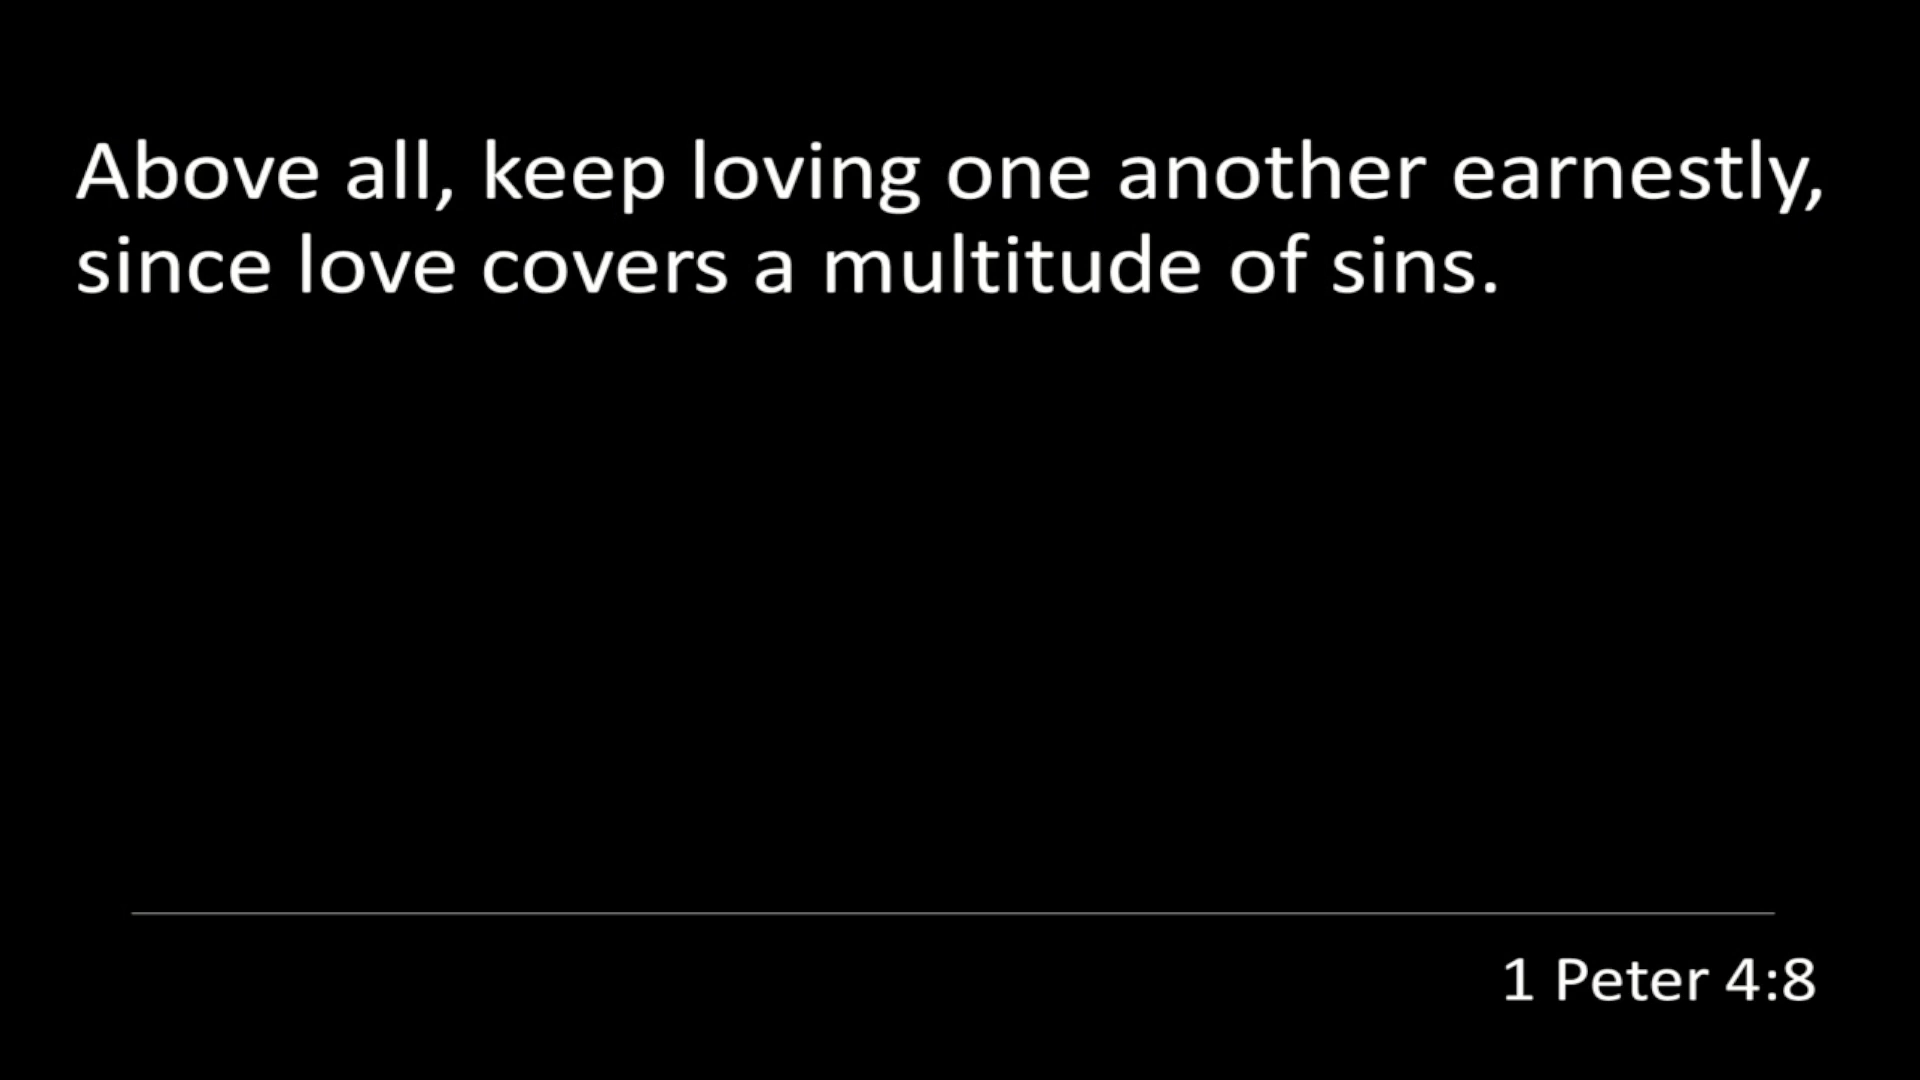 Above all, keep loving one another earnestly,
since love covers a multitude of sins.
1 Peter 4:8